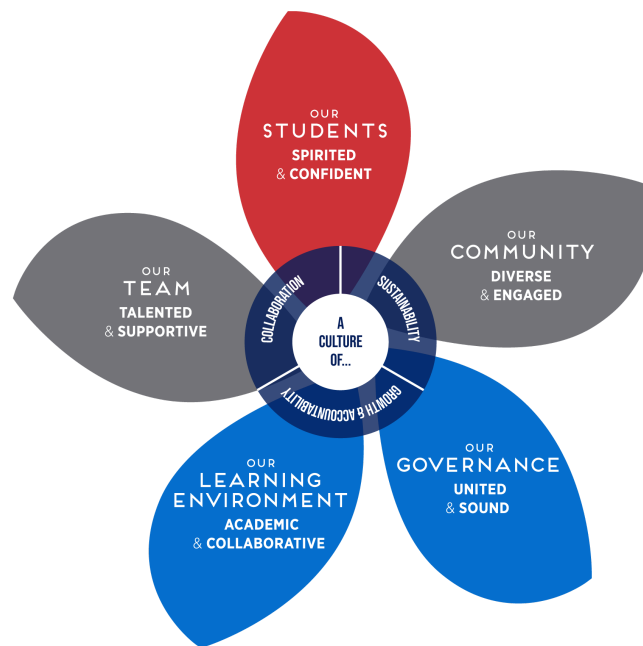 OUR
STUDENTS
SPIRITED
& CONFIDENT
OUR
COMMUNITY
DIVERSE
& ENGAGED
OUR
TEAM
TALENTED
& SUPPORTIVE
COLLABORATION
SUSTAINABILITY
A
CULTURE
OF...
GROWTH & ACCOUNTABILITY
OUR
GOVERNANCE
UNITED
& SOUND
OUR
LEARNING
ENVIRONMENT
ACADEMIC
& COLLABORATIVE